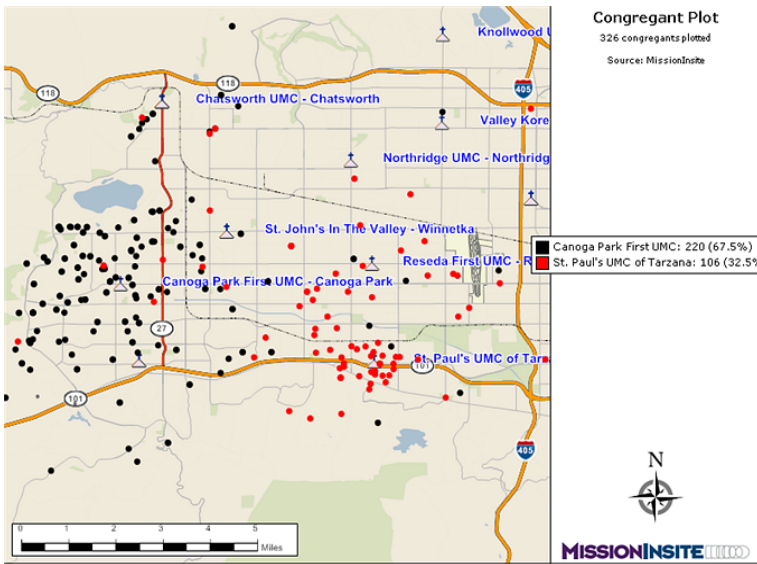 Congregant Plot
326 congregants plotted
Source: MissionInsite
Knollwood U
118
118
405
Chatsworth UMC - Chatsworth
Valley Kore
Northridge UMC - Northridg
St. John's In The Valley - Winnetka
Canoga Park First UMC: 220 (67.5%)
Reseda First UMC - R
St. Paul's UMC of Tarzana: 106 (32.5%
Canoga Park First UMC - Canoga Park
27
St. Paul's UMC of Tarz
101
101
405
N
0 1 2 3 4 5
Miles
MISSIONINSITE